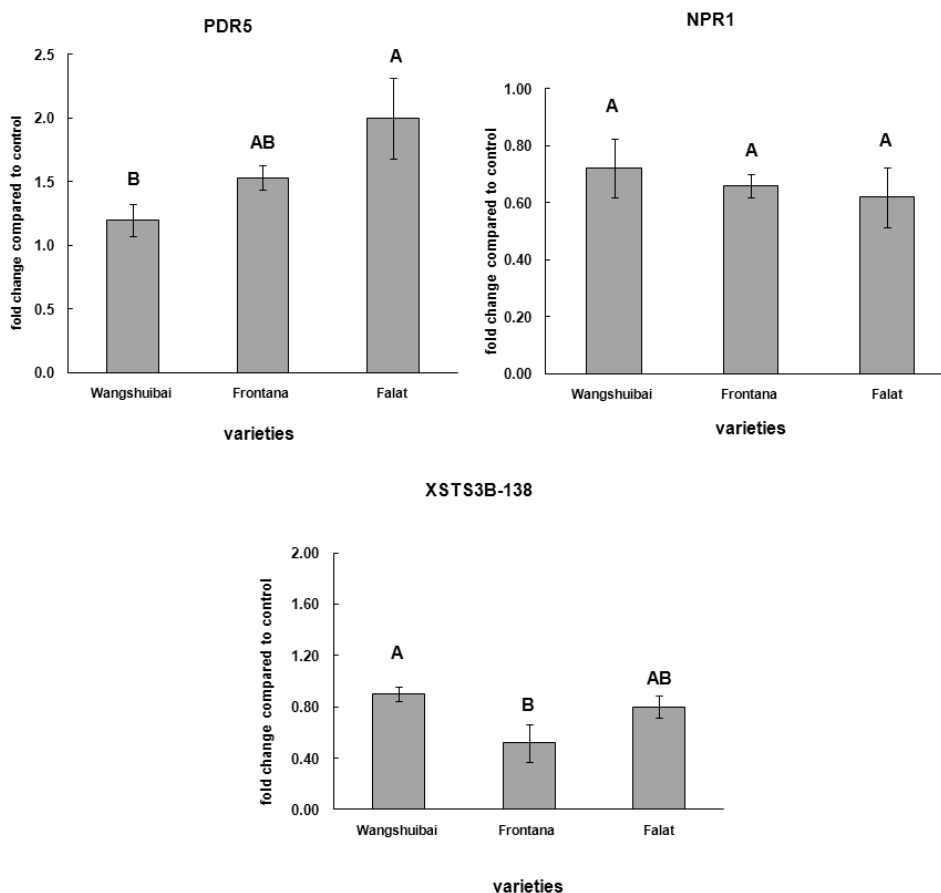 PDR5
fold change compared to control
2.5
2.0
1.5
1.0
0.5
0.0
B
AB
A
Wangshuibai Frontana Falat
varieties
NPR1
fold change compared to control
1.00
0.80
0.60
0.40
0.20
0.00
A
A
A
Wangshuibai Frontana Falat
varieties
XSTS3B-138
fold change compared to control
2.00
1.60
1.20
0.80
0.40
0.00
A
B
AB
Wangshuibai Frontana Falat
varieties